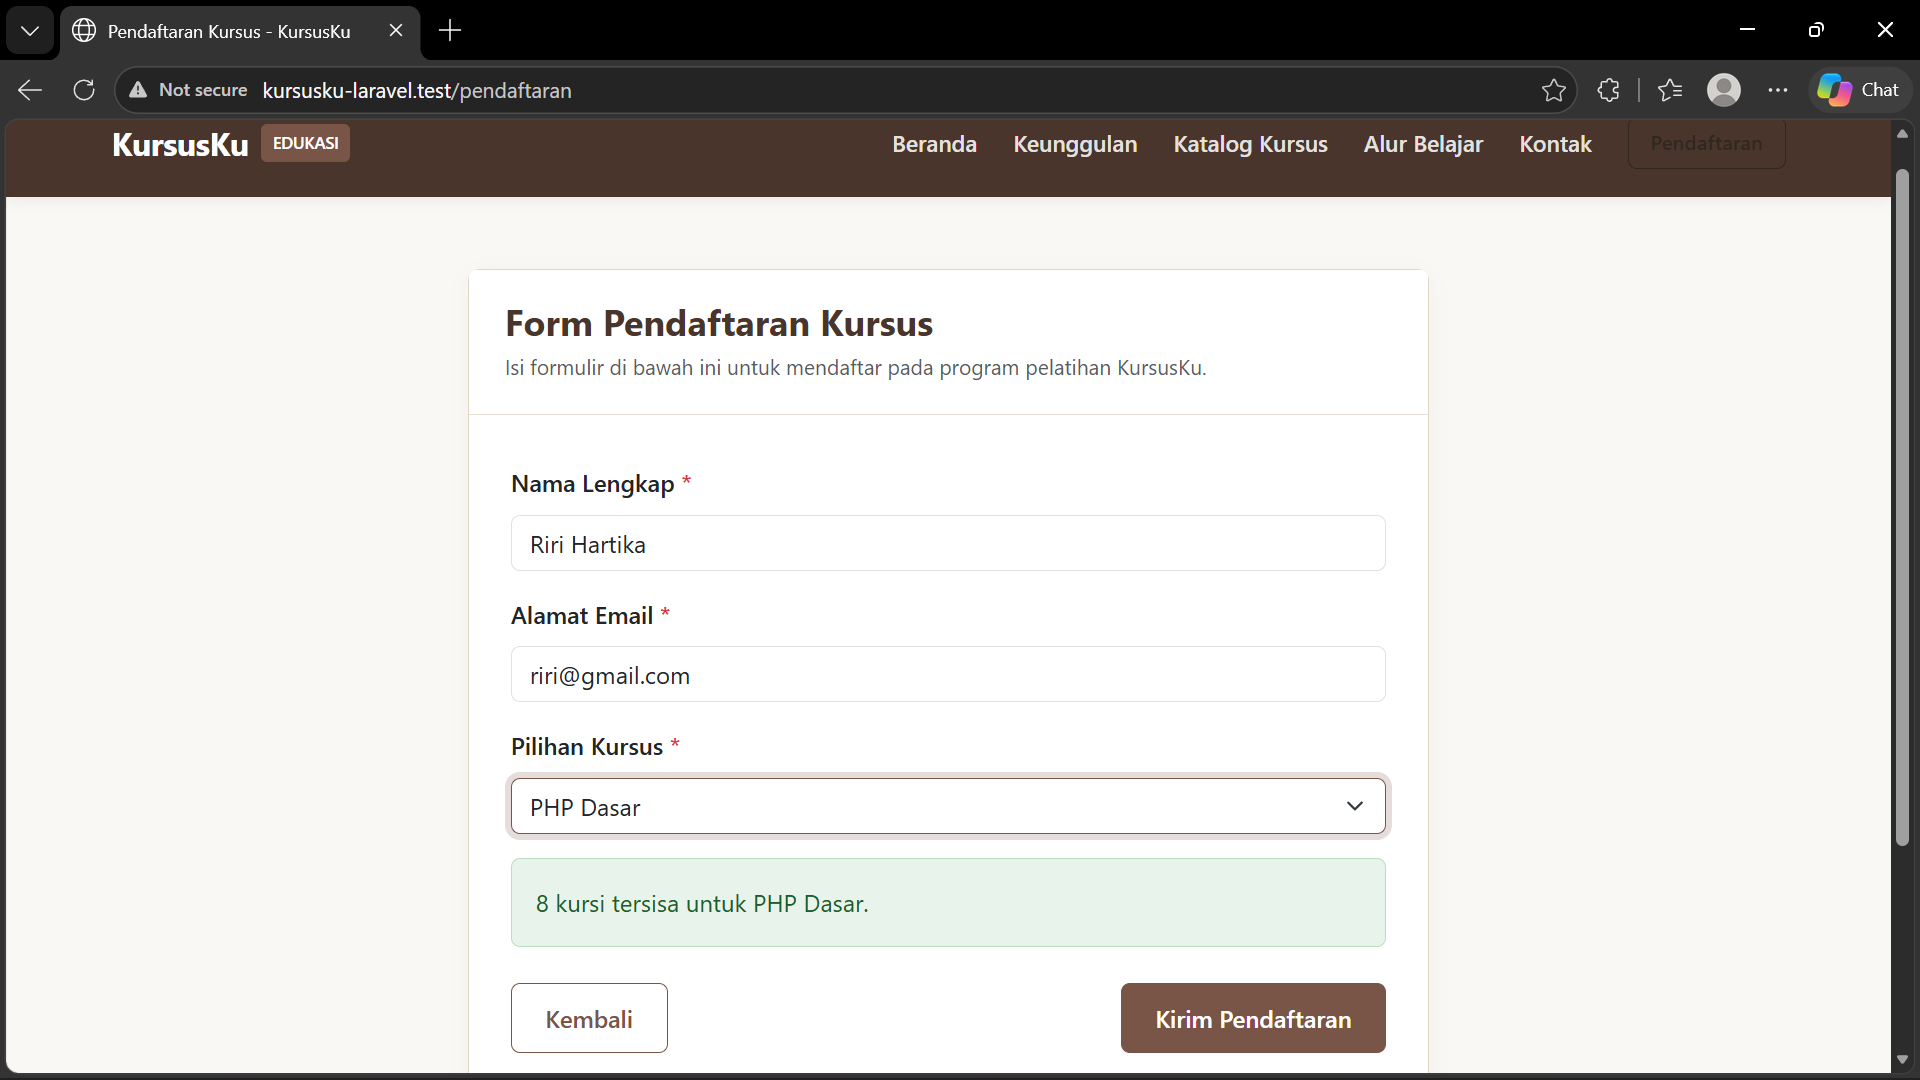 Pendaftaran Kursus - KursusKu
Not secure kursusku-laravel.test/pendaftaran
Chat
KursusKu EDUKASI Beranda Keunggulan Katalog Kursus Alur Belajar Kontak Pendaftaran
Form Pendaftaran Kursus
Isi formulir di bawah ini untuk mendaftar pada program pelatihan KursusKu.
Nama Lengkap *
Riri Hartika
Alamat Email *
riri@gmail.com
Pilihan Kursus *
PHP Dasar
8 kursi tersisa untuk PHP Dasar.
Kembali Kirim Pendaftaran